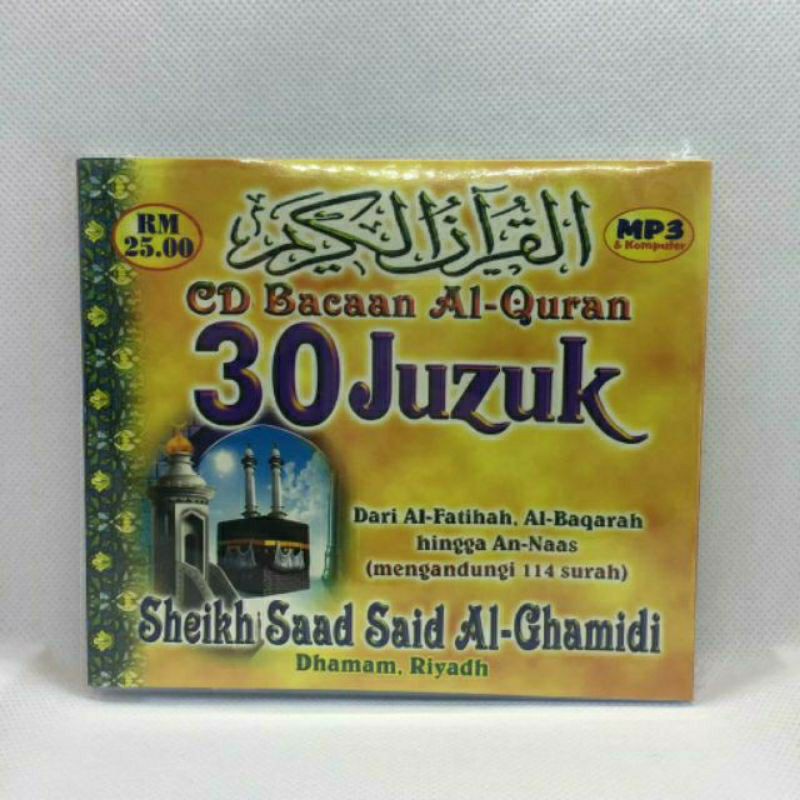 القرآن الكريم
RM
25.00
MP3
& Komputer
CD Bacaan Al-Quran
30 Juzuk
Dari Al-Fatihah, Al-Baqarah
hingga An-Naas
(mengandungi 114 surah)
Sheikh Saad Said Al-Ghamidi
Dhamam, Riyadh